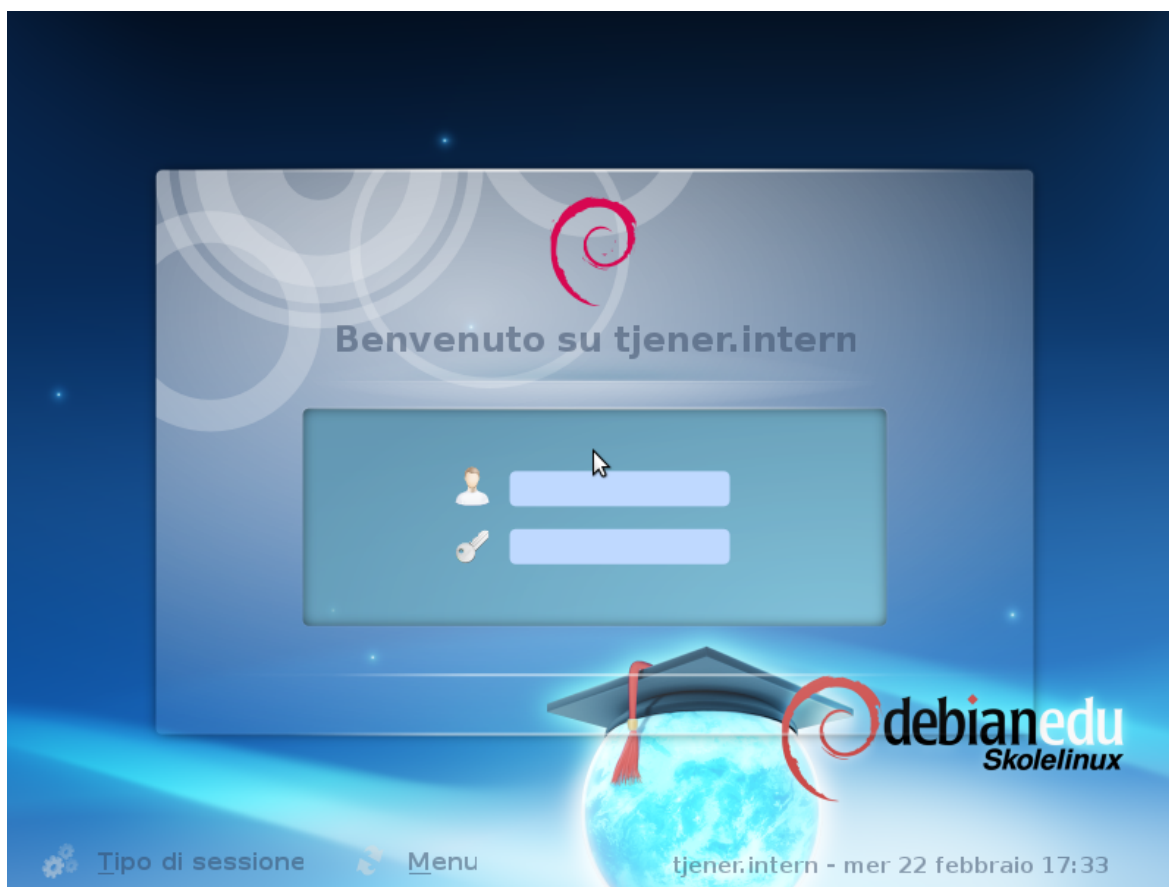 Benvenuto su tjener.intern
debianedu
Skolelinux
Tipo di sessione
Menu
tjener.intern - mer 22 febbraio 17:33